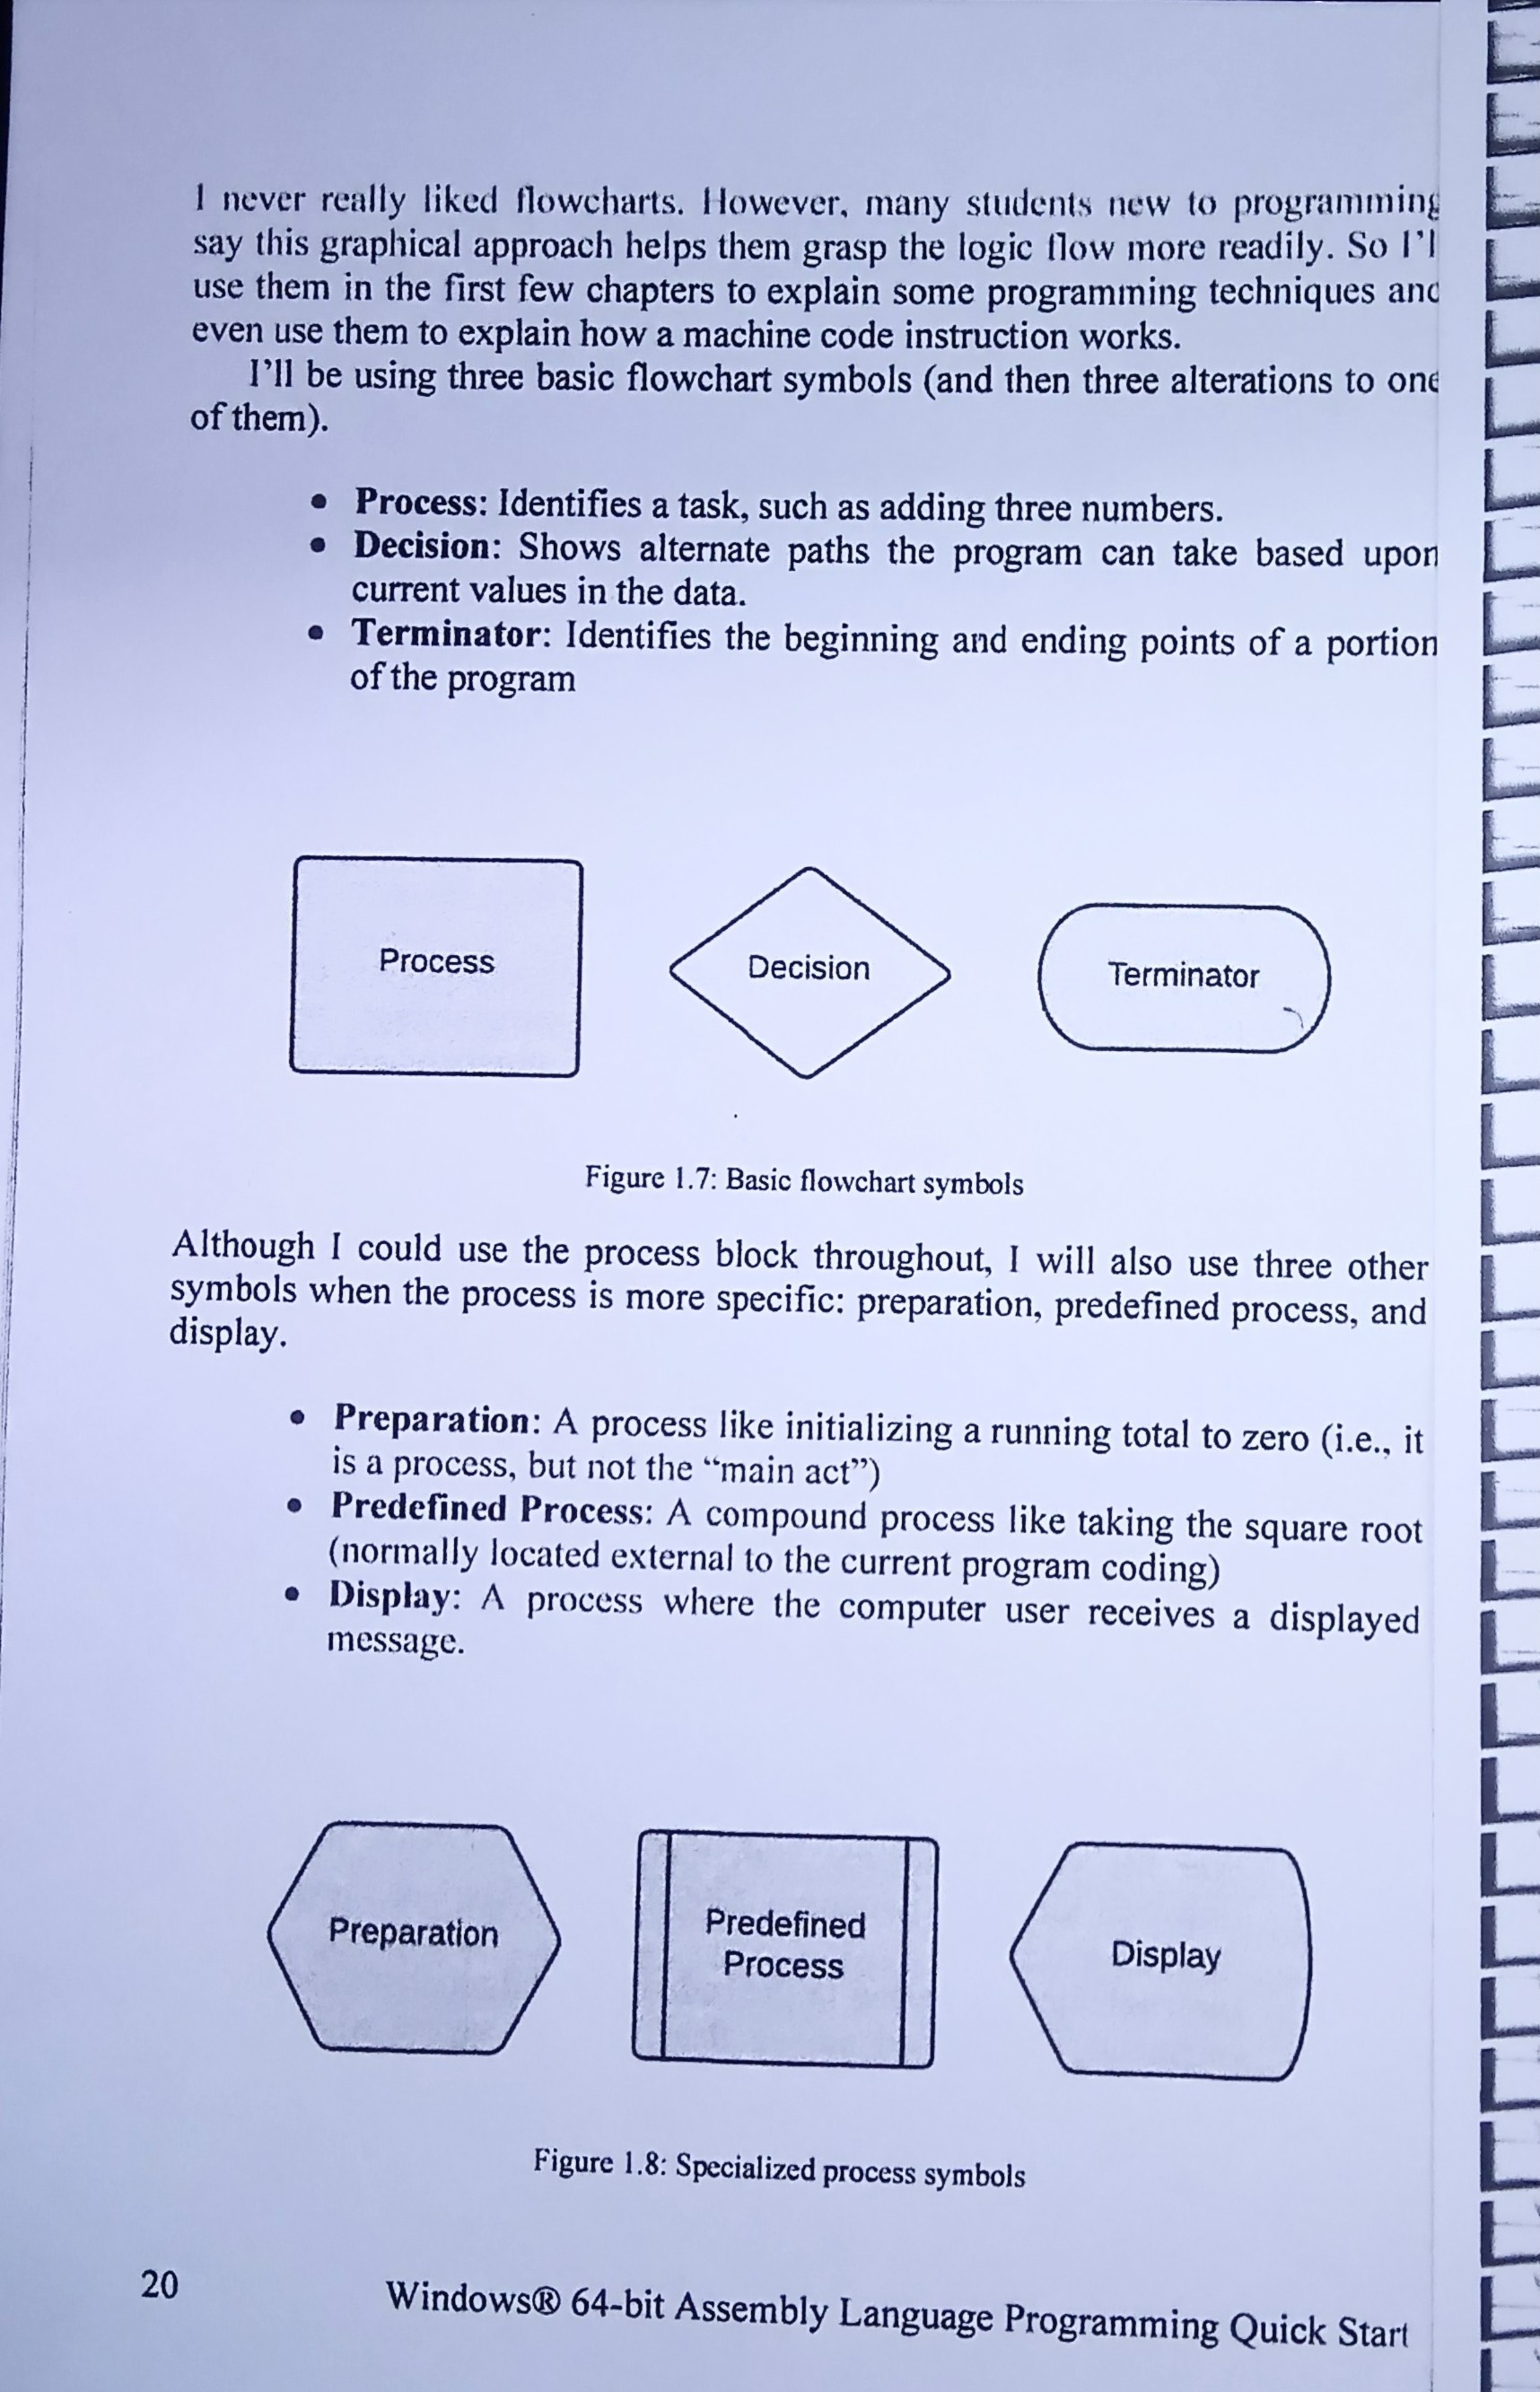 I never really liked flowcharts. However, many students new to programming
say this graphical approach helps them grasp the logic flow more readily. So I'l
use them in the first few chapters to explain some programming techniques and
even use them to explain how a machine code instruction works.
I'll be using three basic flowchart symbols (and then three alterations to one
of them).
• Process: Identifies a task, such as adding three numbers.
• Decision: Shows alternate paths the program can take based upon
current values in the data.
• Terminator: Identifies the beginning and ending points of a portion
of the program
Process
Decision
Terminator
Figure 1.7: Basic flowchart symbols
Although I could use the process block throughout, I will also use three other
symbols when the process is more specific: preparation, predefined process, and
display.
• Preparation: A process like initializing a running total to zero (i.e., it
is a process, but not the “main act”)
• Predefined Process: A compound process like taking the square root
(normally located external to the current program coding)
• Display: A process where the computer user receives a displayed
message.
Preparation
Predefined
Process
Display
Figure 1.8: Specialized process symbols
20
Windows® 64-bit Assembly Language Programming Quick Start